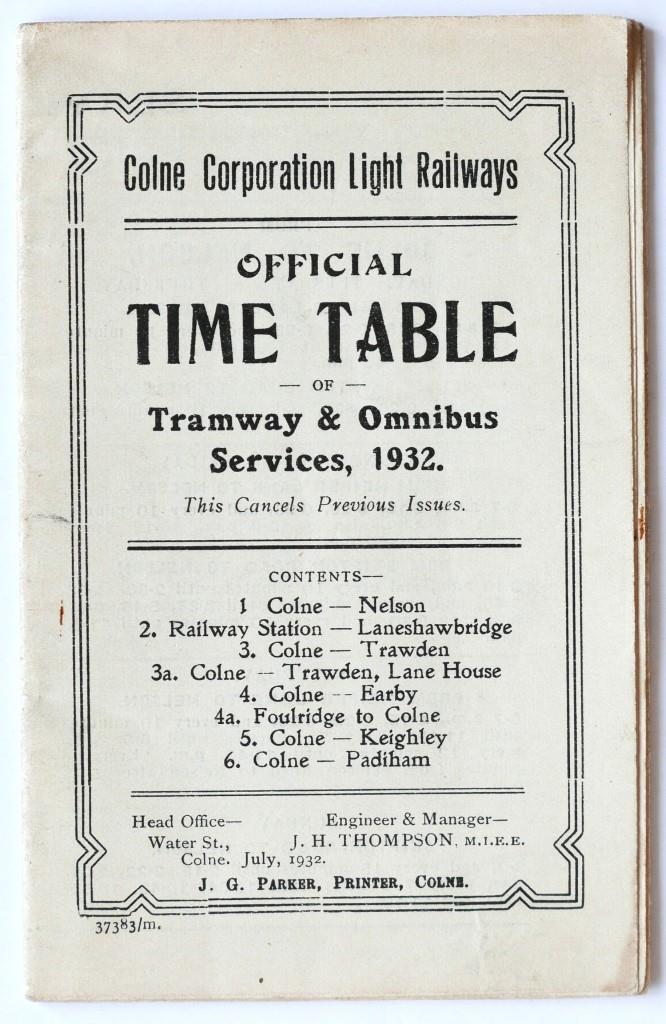 Colne Corporation Light Railways
OFFICIAL
TIME TABLE
— OF —
Tramway & Omnibus
Services, 1932.
This Cancels Previous Issues.
CONTENTS—
1 Colne — Nelson
2. Railway Station — Laneshawbridge
3. Colne — Trawden
3a. Colne — Trawden, Lane House
4. Colne -- Earby
4a. Foulridge to Colne
5. Colne — Keighley
6. Colne — Padiham
Head Office— Engineer & Manager—
Water St., J. H. THOMPSON, M.I.E.E.
Colne. July, 1932.
J. G. PARKER, PRINTER, COLNE.
37383/m.